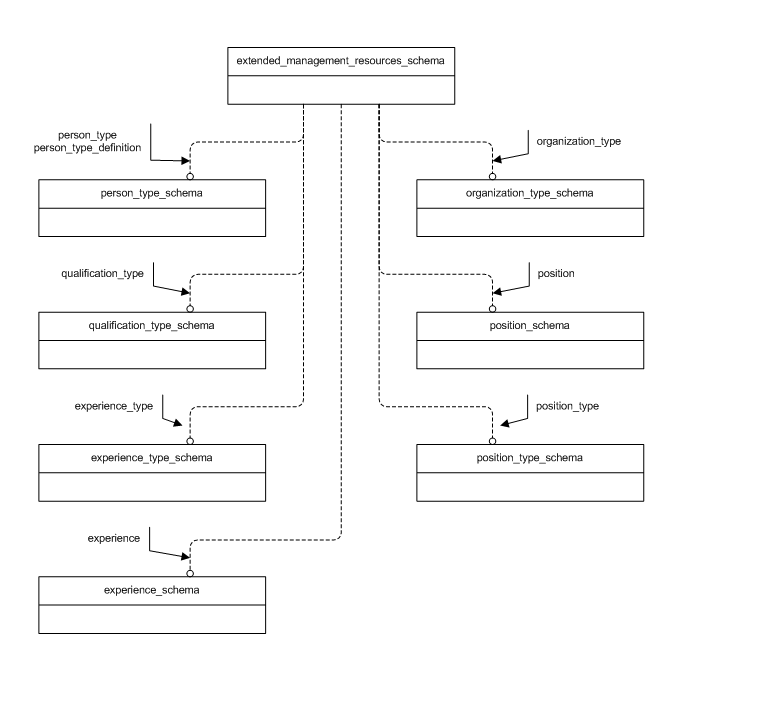 extended_management_resources_schema
person_type
person_type_definition
organization_type
person_type_schema
organization_type_schema
qualification_type
position
qualification_type_schema
position_schema
experience_type
position_type
experience_type_schema
position_type_schema
experience
experience_schema